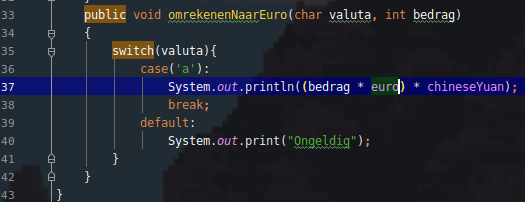 33 public void omrekenenNaarEuro(char valuta, int bedrag)
34 {
35 switch(valuta){
36 case('a'):
37 System.out.println((bedrag * euro) * chineseYuan);
38 break;
39 default:
40 System.out.print("Ongeldig");
41 }
42 }
43 }